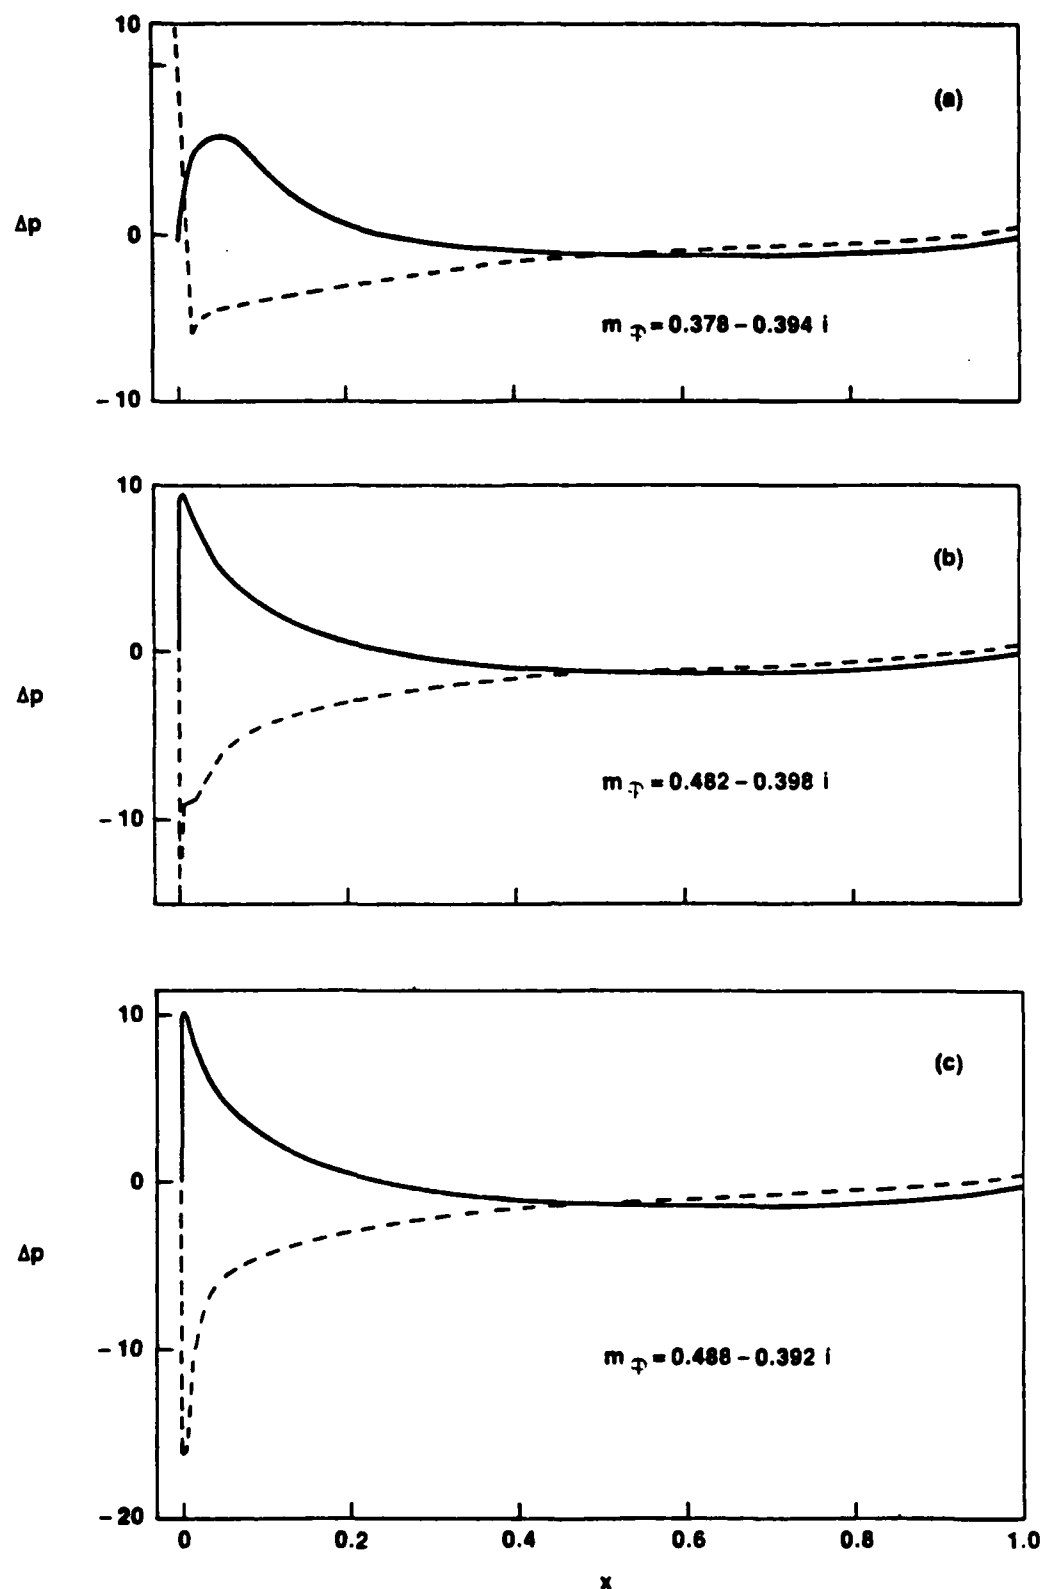 10
(a)
Δp
0
m ⊅ = 0.378 – 0.394 i
– 10
10
(b)
0
Δp
m = 0.482 – 0.398 i
– 10
10
(c)
0
Δp
– 10
m = 0.488 – 0.392 i
– 20
0 0.2 0.4 0.6 0.8 1.0
x